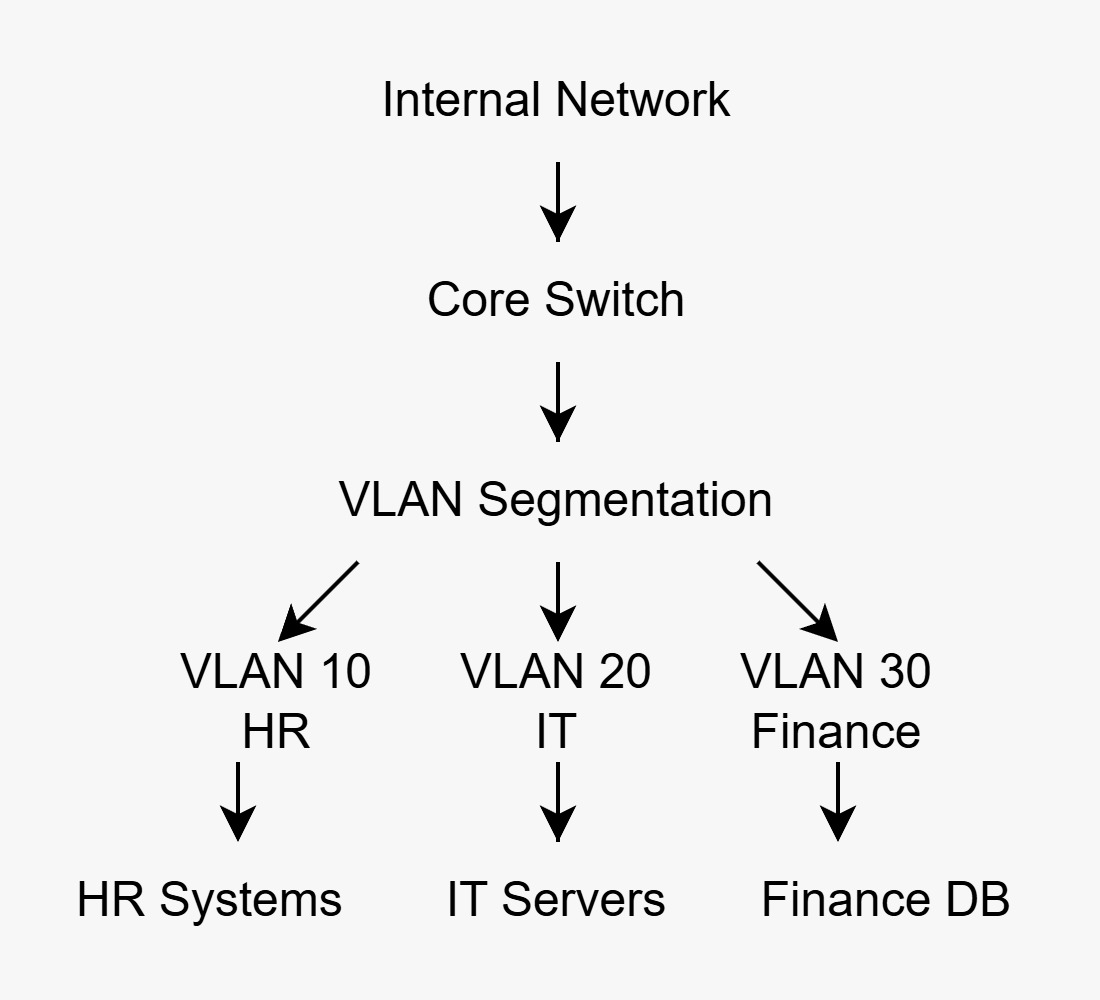 Internal Network
Core Switch
VLAN Segmentation
VLAN 10 VLAN 20 VLAN 30
HR IT Finance
HR Systems IT Servers Finance DB